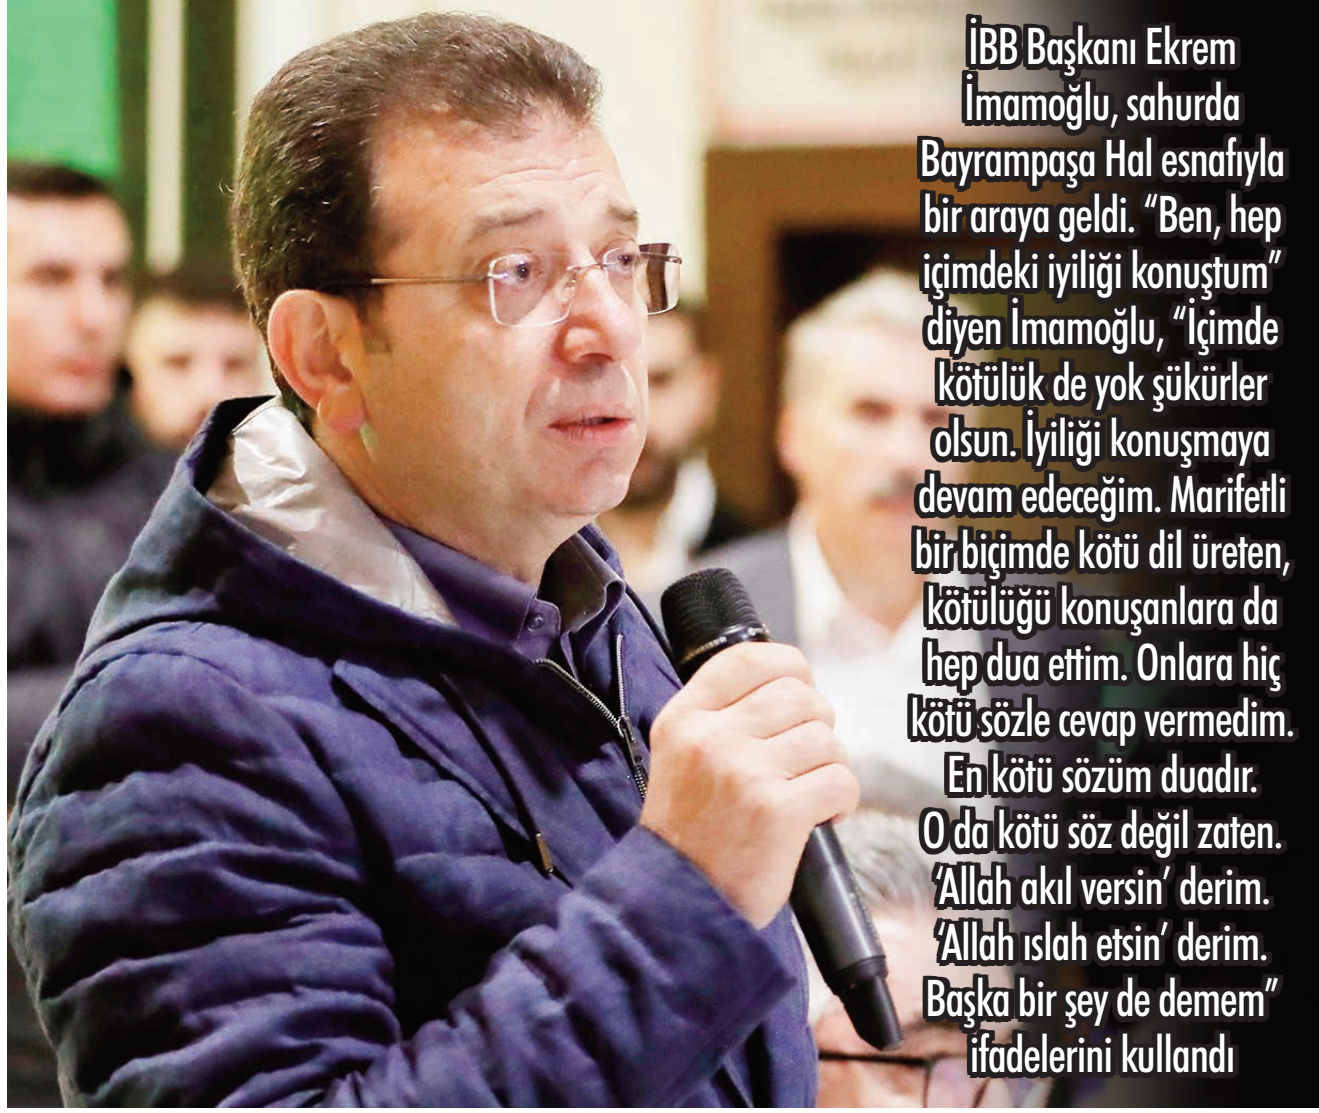 İBB Başkanı Ekrem
İmamoğlu, sahurda
Bayrampaşa Hal esnafıyla
bir araya geldi. “Ben, hep
içimdeki iyiliği konuştum”
diyen İmamoğlu, “İçimde
kötülük de yok şükürler
olsun. İyiliği konuşmaya
devam edeceğim. Marifetli
bir biçimde kötü dil üreten,
kötülüğü konuşanlara da
hep dua ettim. Onlara hiç
kötü sözle cevap vermedim.
En kötü sözüm duadır.
O da kötü söz değil zaten.
‘Allah akıl versin’ derim.
‘Allah ıslah etsin’ derim.
Başka bir şey de demem”
ifadelerini kullandı